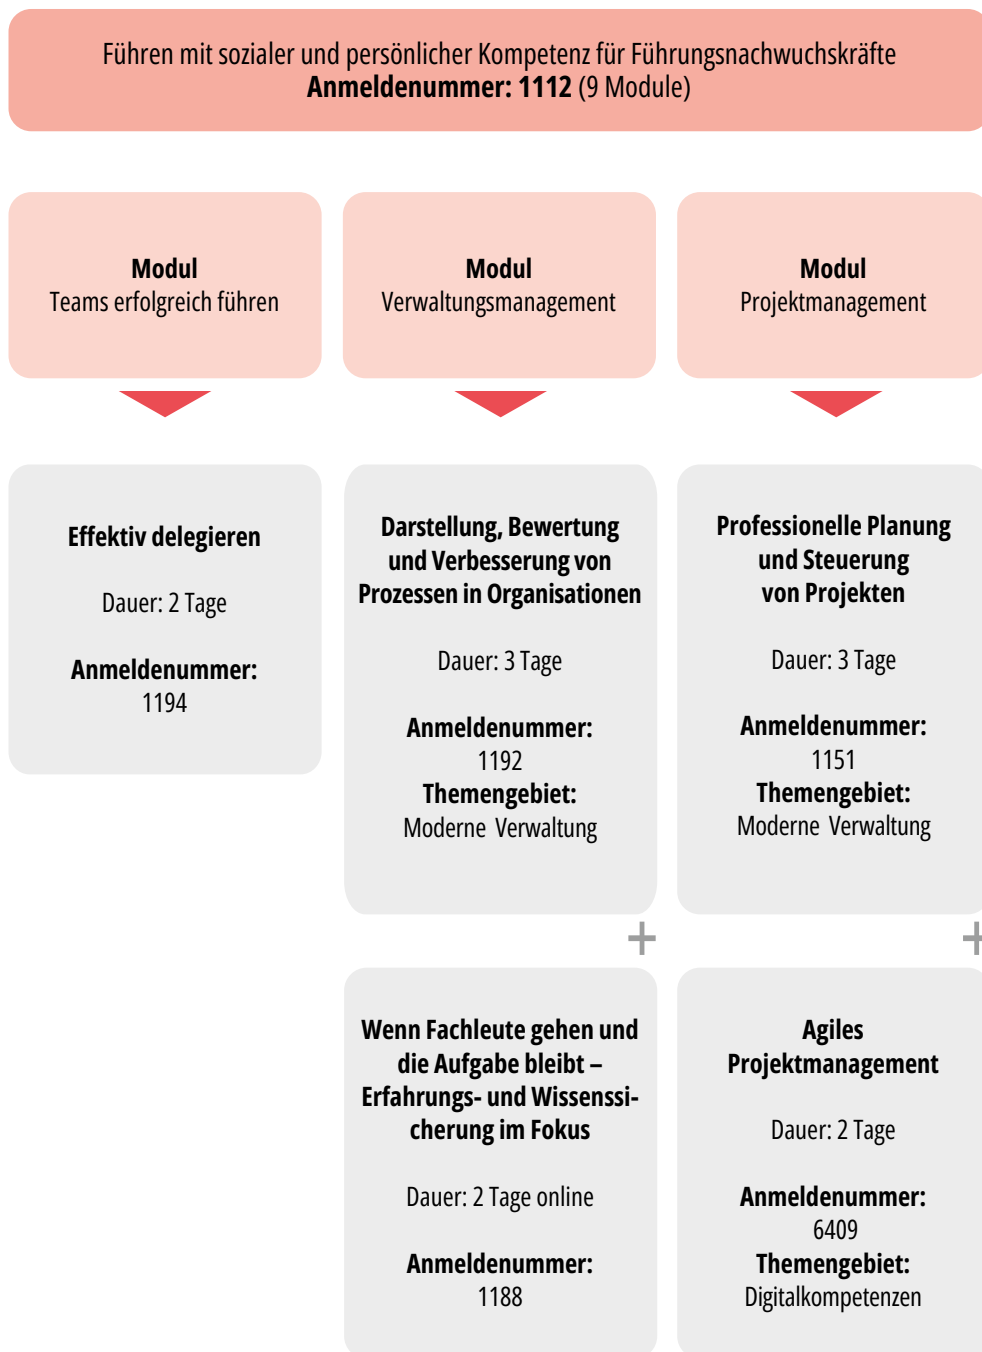 Führen mit sozialer und persönlicher Kompetenz für Führungsnachwuchskräfte
Anmeldenummer: 1112 (9 Module)
Modul
Teams erfolgreich führen
Modul
Verwaltungsmanagement
Modul
Projektmanagement
Effektiv delegieren
Dauer: 2 Tage
Anmeldenummer:
1194
Darstellung, Bewertung
und Verbesserung von
Prozessen in Organisationen
Dauer: 3 Tage
Anmeldenummer:
1192
Themengebiet:
Moderne Verwaltung
Professionelle Planung
und Steuerung
von Projekten
Dauer: 3 Tage
Anmeldenummer:
1151
Themengebiet:
Moderne Verwaltung
+
+
Wenn Fachleute gehen und
die Aufgabe bleibt –
Erfahrungs- und Wissenssi-
cherung im Fokus
Dauer: 2 Tage online
Anmeldenummer:
1188
Agiles
Projektmanagement
Dauer: 2 Tage
Anmeldenummer:
6409
Themengebiet:
Digitalkompetenzen